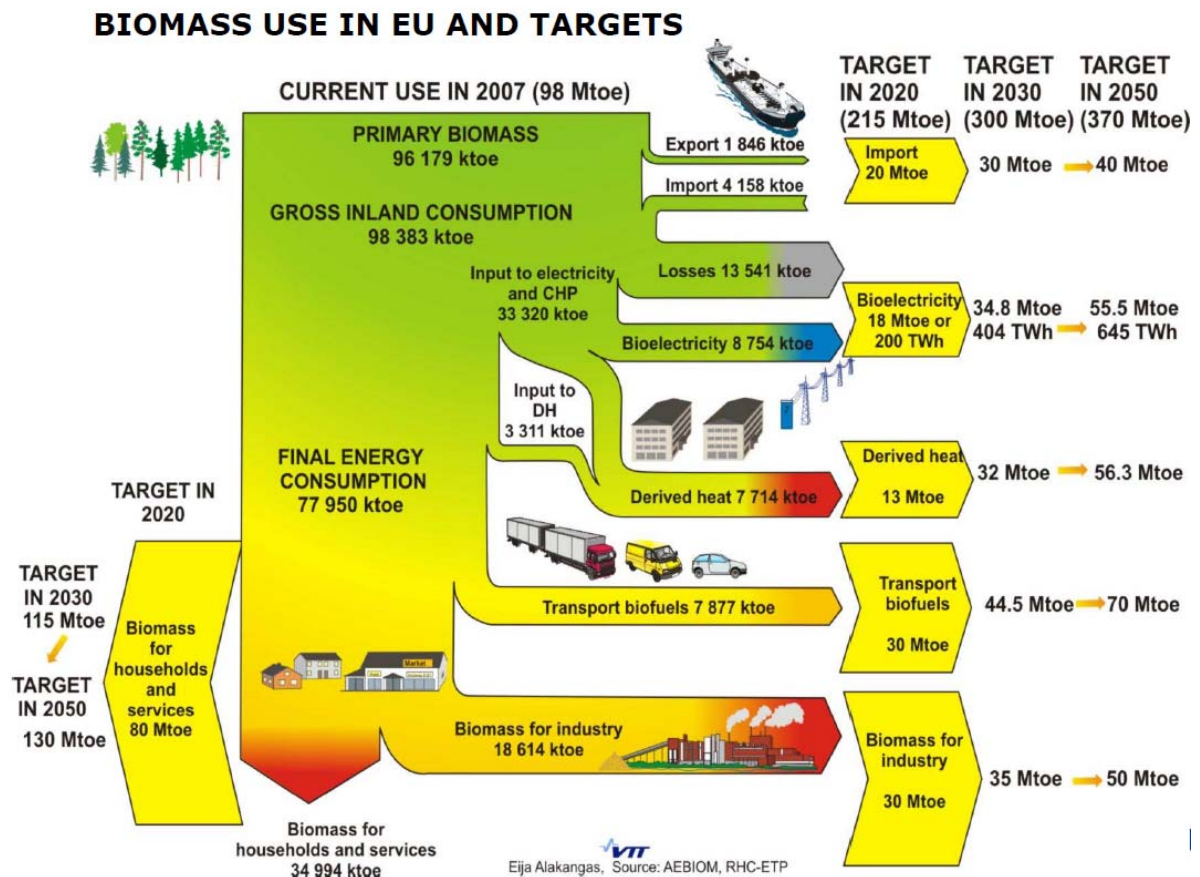 BIOMASS USE IN EU AND TARGETS
CURRENT USE IN 2007 (98 Mtoe)
PRIMARY BIOMASS
96 179 ktoe
GROSS INLAND CONSUMPTION
98 383 ktoe
Export 1 846 ktoe
Import 4 158 ktoe
TARGET
IN 2020
(215 Mtoe)
TARGET
IN 2030
(300 Mtoe)
TARGET
IN 2050
(370 Mtoe)
Import
20 Mtoe
30 Mtoe
40 Mtoe
Losses 13 541 ktoe
Input to electricity
and CHP
33 320 ktoe
Bioelectricity 8 754 ktoe
Bioelectricity
18 Mtoe or
200 TWh
34.8 Mtoe
404 TWh
55.5 Mtoe
645 TWh
Input to
DH
3 311 ktoe
Derived heat 7 714 ktoe
Derived heat
13 Mtoe
32 Mtoe
56.3 Mtoe
FINAL ENERGY
CONSUMPTION
77 950 ktoe
Transport biofuels 7 877 ktoe
Transport
biofuels
30 Mtoe
44.5 Mtoe
70 Mtoe
TARGET IN
2020
Biomass
for
households
and
services
80 Mtoe
TARGET
IN 2030
115 Mtoe
TARGET
IN 2050
130 Mtoe
Market
Biomass for industry
18 614 ktoe
Biomass for
industry
30 Mtoe
35 Mtoe
50 Mtoe
Biomass for
households and services
34 994 ktoe
VTT
Eija Alakangas, Source: AEBIOM, RHC-ETP